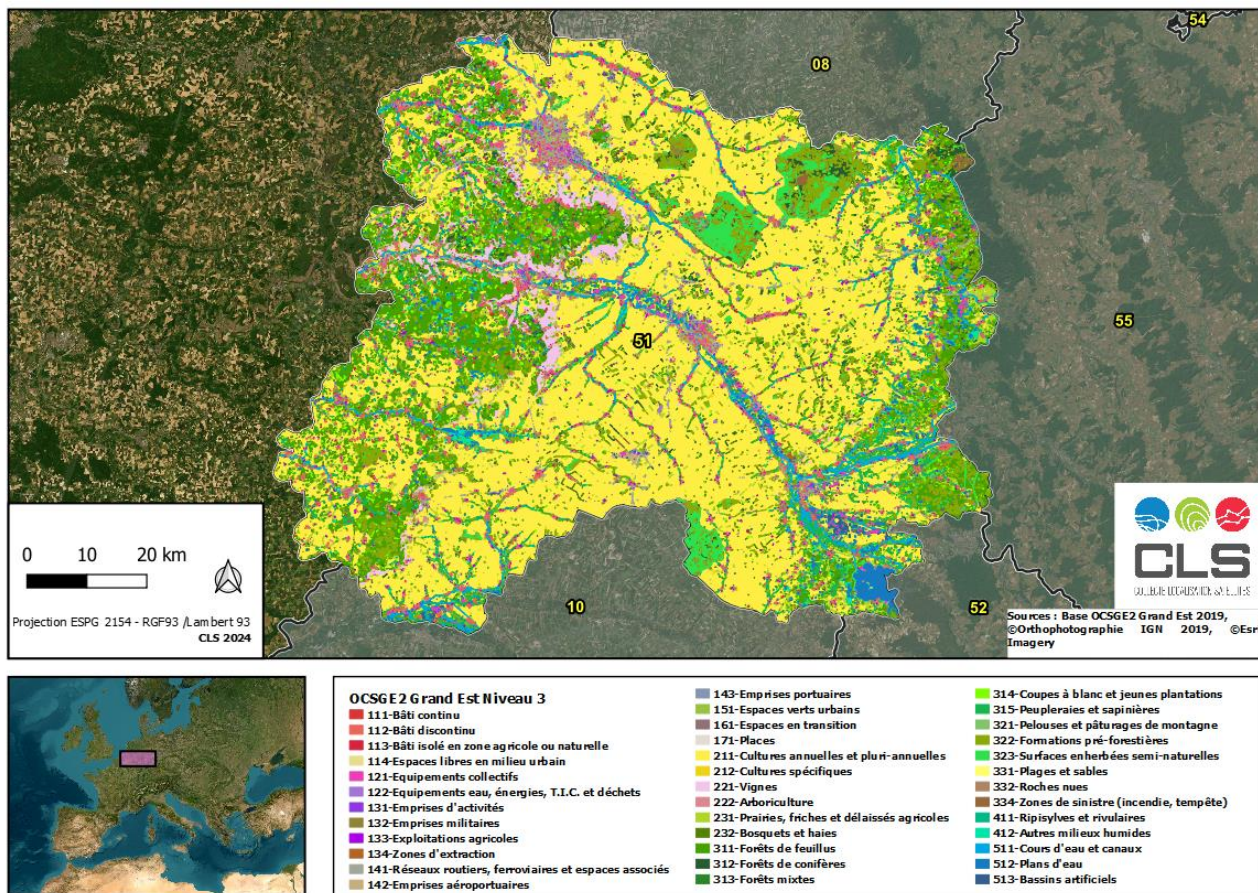 54
08
51
55
10
52
0 10 20 km
Projection ESPG 2154 - RGF93 /Lambert 93
CLS 2024
CLS
COLLECTE LOCALISATION SATELLITES
Sources : Base OCSGE2 Grand Est 2019,
©Orthophotographie IGN 2019, ©Esr
Imagery
OCSGE2 Grand Est Niveau 3
111-Bâti continu
112-Bâti discontinu
113-Bâti isolé en zone agricole ou naturelle
114-Espaces libres en milieu urbain
121-Equipements collectifs
122-Equipements eau, énergies, T.I.C. et déchets
131-Emprises d'activités
132-Emprises militaires
133-Exploitations agricoles
134-Zones d'extraction
141-Réseaux routiers, ferroviaires et espaces associés
142-Emprises aéroportuaires
143-Emprises portuaires
151-Espaces verts urbains
161-Espaces en transition
171-Places
211-Cultures annuelles et pluri-annuelles
212-Cultures spécifiques
221-Vignes
222-Arboriculture
231-Prairies, friches et délaissés agricoles
232-Bosquets et haies
311-Forêts de feuillus
312-Forêts de conifères
313-Forêts mixtes
314-Coupes à blanc et jeunes plantations
315-Peupleraies et sapinières
321-Pelouses et pâturages de montagne
322-Formations pré-forestières
323-Surfaces enherbées semi-naturelles
331-Plages et sables
332-Roches nues
334-Zones de sinistre (incendie, tempête)
411-Ripisylves et rivulaires
412-Autres milieux humides
511-Cours d'eau et canaux
512-Plans d'eau
513-Bassins artificiels